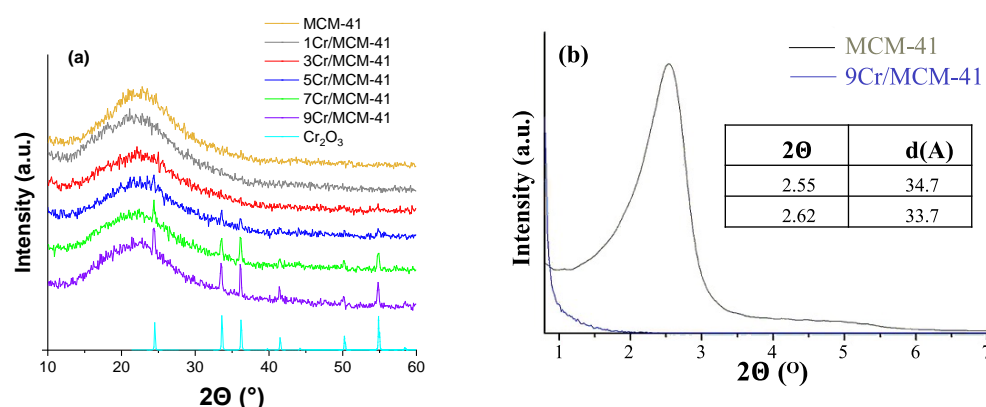 (a)
MCM-41
1Cr/MCM-41
3Cr/MCM-41
5Cr/MCM-41
7Cr/MCM-41
9Cr/MCM-41
Cr₂O₃
Intensity (a.u.)
10 20 30 40 50 60
2Θ (°)
(b)
MCM-41
9Cr/MCM-41
2Θ d(A)
2.55 34.7
2.62 33.7
Intensity (a.u.)
1 2 3 4 5 6 7
2Θ (º)